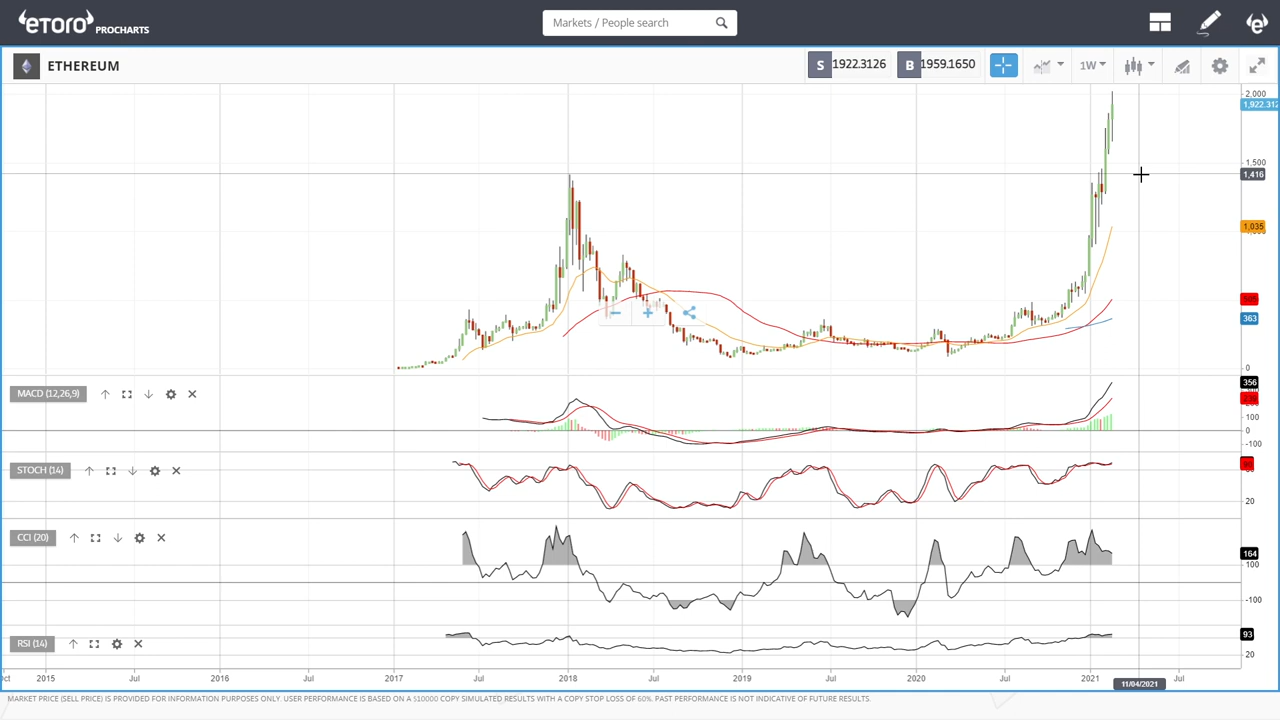 eToro PROCHARTS
Markets / People search
ETHEREUM
S 1922.3126 B 1959.1650
1W
2,000
1,922.312
1,500
1,416
1,035
363
0
MACD (12,26,9)
356
100
0
-100
STOCH (14)
20
CCI (20)
164
100
-100
RSI (14)
93
20
2015 Jul 2016 Jul 2017 Jul 2018 Jul 2019 Jul 2020 Jul 2021 Jul
11/04/2021
MARKET PRICE (SELL PRICE) IS PROVIDED FOR INFORMATION PURPOSES ONLY. USER PERFORMANCE IS BASED ON A $10000 COPY SIMULATED RESULTS WITH A COPY STOP LOSS OF 60%. PAST PERFORMANCE IS NOT INDICATIVE OF FUTURE RESULTS.